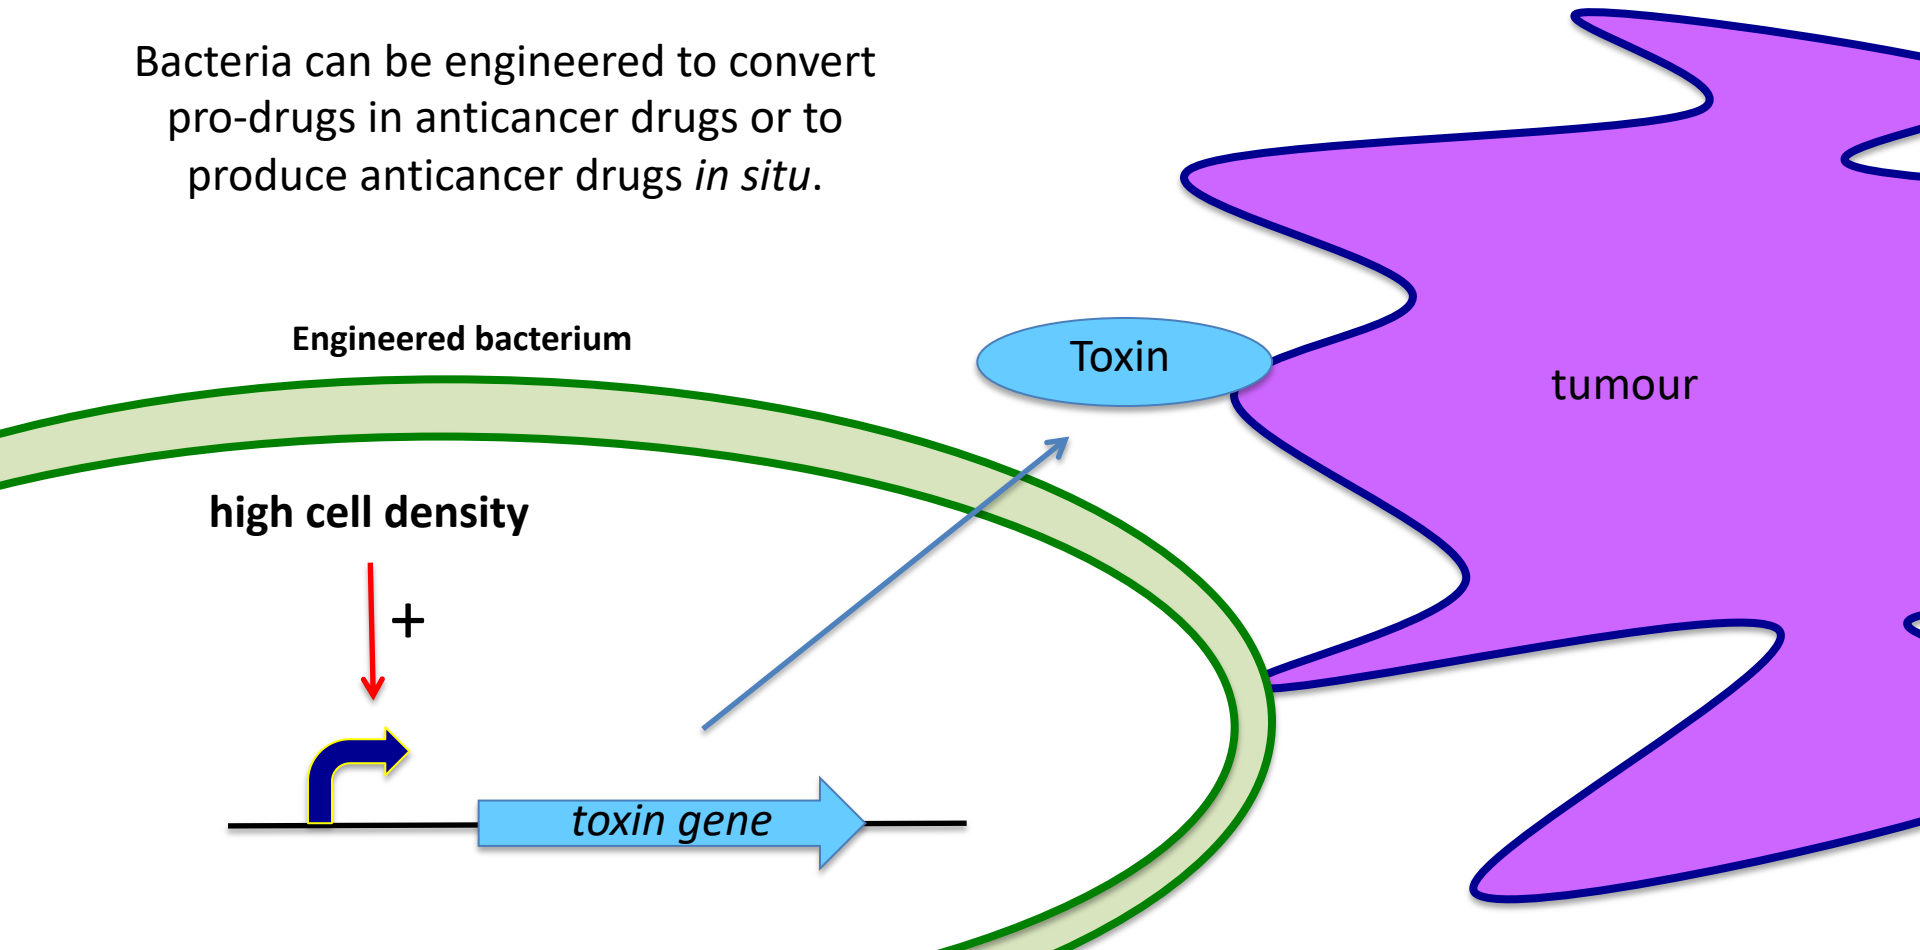 Bacteria can be engineered to convert
pro-drugs in anticancer drugs or to
produce anticancer drugs in situ.
Engineered bacterium
Toxin
tumour
high cell density
+
toxin gene